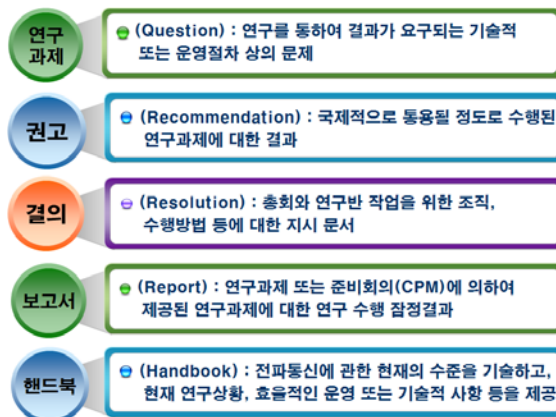 연구
과제
(Question) : 연구를 통하여 결과가 요구되는 기술적
또는 운영절차 상의 문제
권고
(Recommendation) : 국제적으로 통용될 정도로 수행된
연구과제에 대한 결과
결의
(Resolution) : 총회와 연구반 작업을 위한 조직,
수행방법 등에 대한 지시 문서
보고서
(Report) : 연구과제 또는 준비회의(CPM)에 의하여
제공된 연구과제에 대한 연구 수행 잠정결과
핸드북
(Handbook) : 전파통신에 관한 현재의 수준을 기술하고,
현재 연구상황, 효율적인 운영 또는 기술적 사항 등을 제공